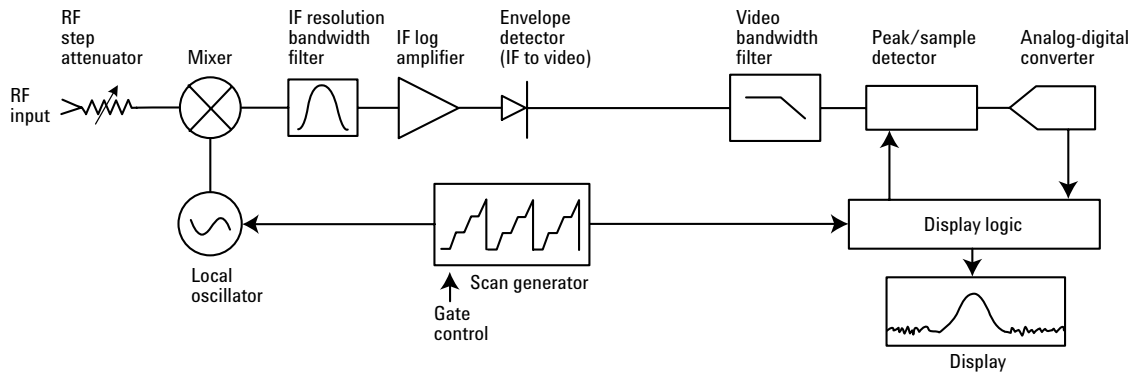 RF
step
attenuator
Mixer
IF resolution
bandwidth
filter
IF log
amplifier
Envelope
detector
(IF to video)
Video
bandwidth
filter
Peak/sample
detector
Analog-digital
converter
RF
input
Display logic
Local
oscillator
Scan generator
Gate
control
Display